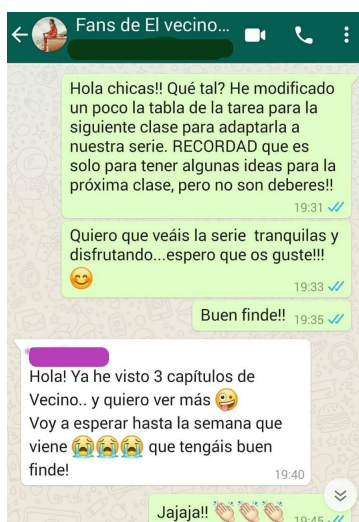 Fans de El vecino...
Hola chicas!! Qué tal? He modificado
un poco la tabla de la tarea para la
siguiente clase para adaptarla a
nuestra serie. RECORDAD que es
solo para tener algunas ideas para la
próxima clase, pero no son deberes!!
19:31
Quiero que veáis la serie tranquilas y
disfrutando...espero que os guste!!!
😊
19:33
Buen finde!! 19:35
Hola! Ya he visto 3 capítulos de
Vecino.. y quiero ver más 🤪
Voy a esperar hasta la semana que
viene 😭😭😭 que tengáis buen
finde!
19:40
Jajaja!! 👏🏻👏🏻👏🏻 19:45